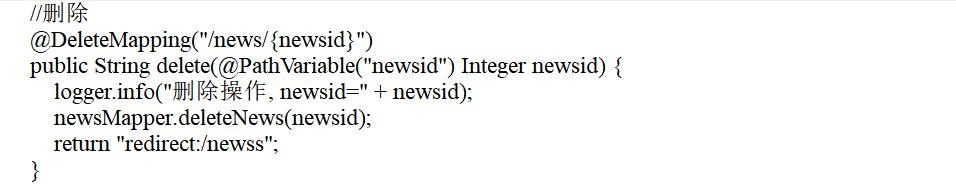 //删除
@DeleteMapping("/news/{newsid}")
public String delete(@PathVariable("newsid") Integer newsid) {
    logger.info("删除操作, newsid=" + newsid);
    newsMapper.deleteNews(newsid);
    return "redirect:/newss";
}